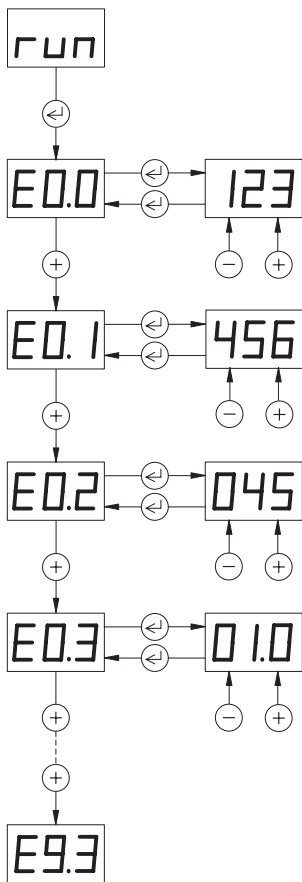 run
E0.0 123
+
- +
E0.1 456
+
- +
E0.2 045
+
- +
E0.3 01.0
+
- +
+
E9.3